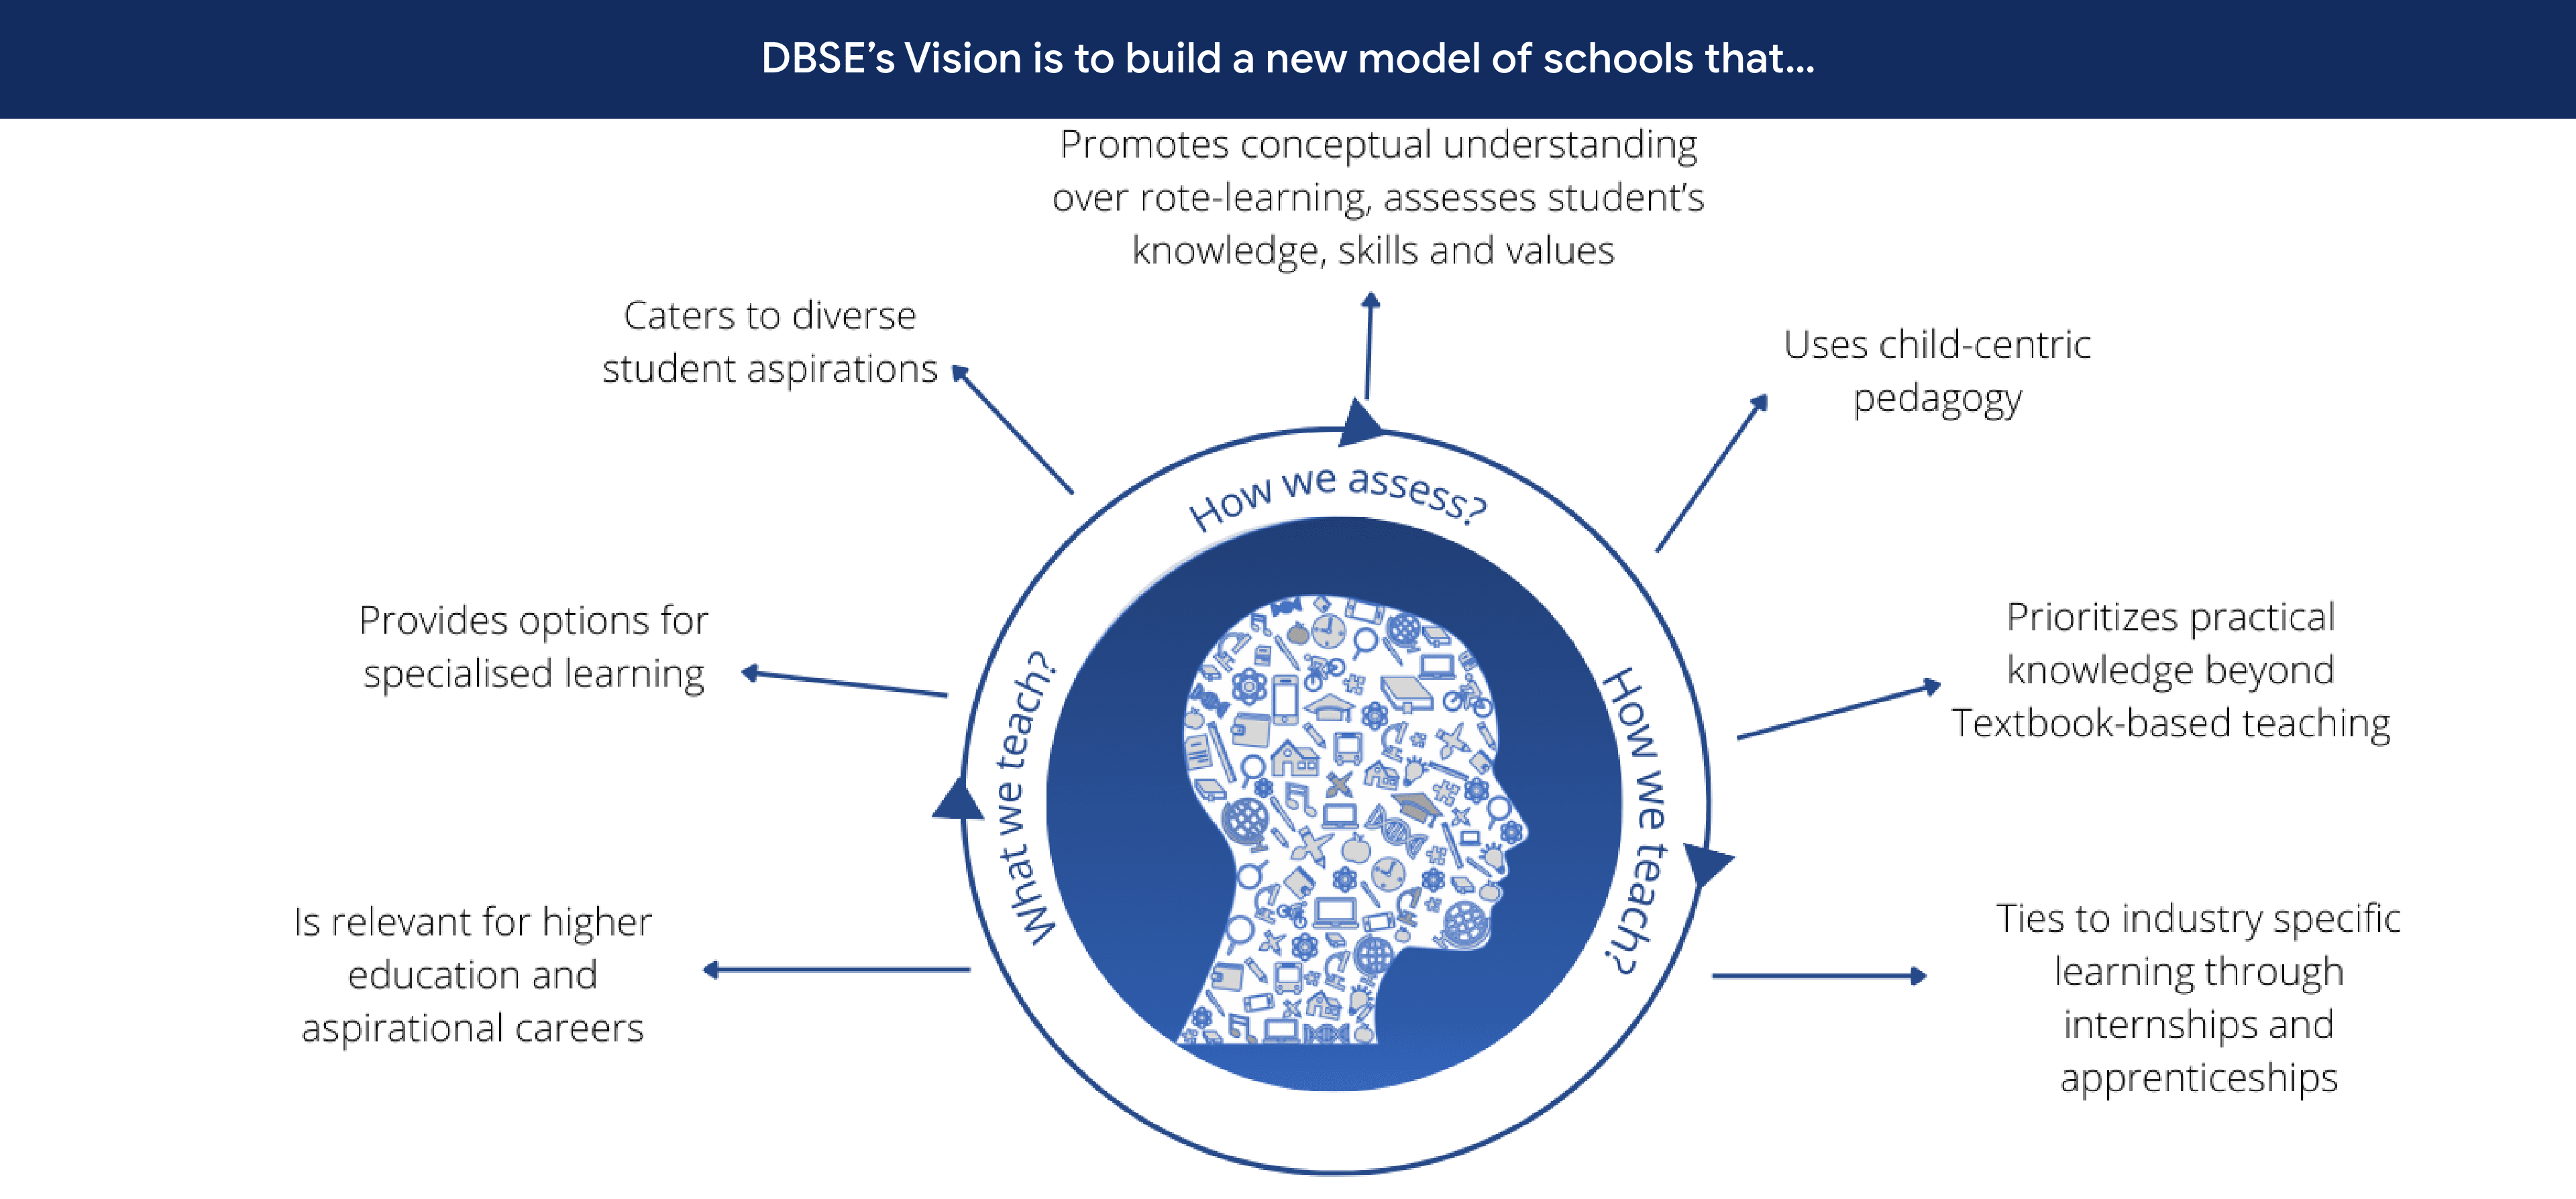 DBSE’s Vision is to build a new model of schools that...
Promotes conceptual understanding
over rote-learning, assesses student’s
knowledge, skills and values
Caters to diverse
student aspirations
Uses child-centric
pedagogy
How we assess?
Provides options for
specialised learning
Prioritizes practical
knowledge beyond
Textbook-based teaching
What we teach?
How we teach?
Is relevant for higher
education and
aspirational careers
Ties to industry specific
learning through
internships and
apprenticeships